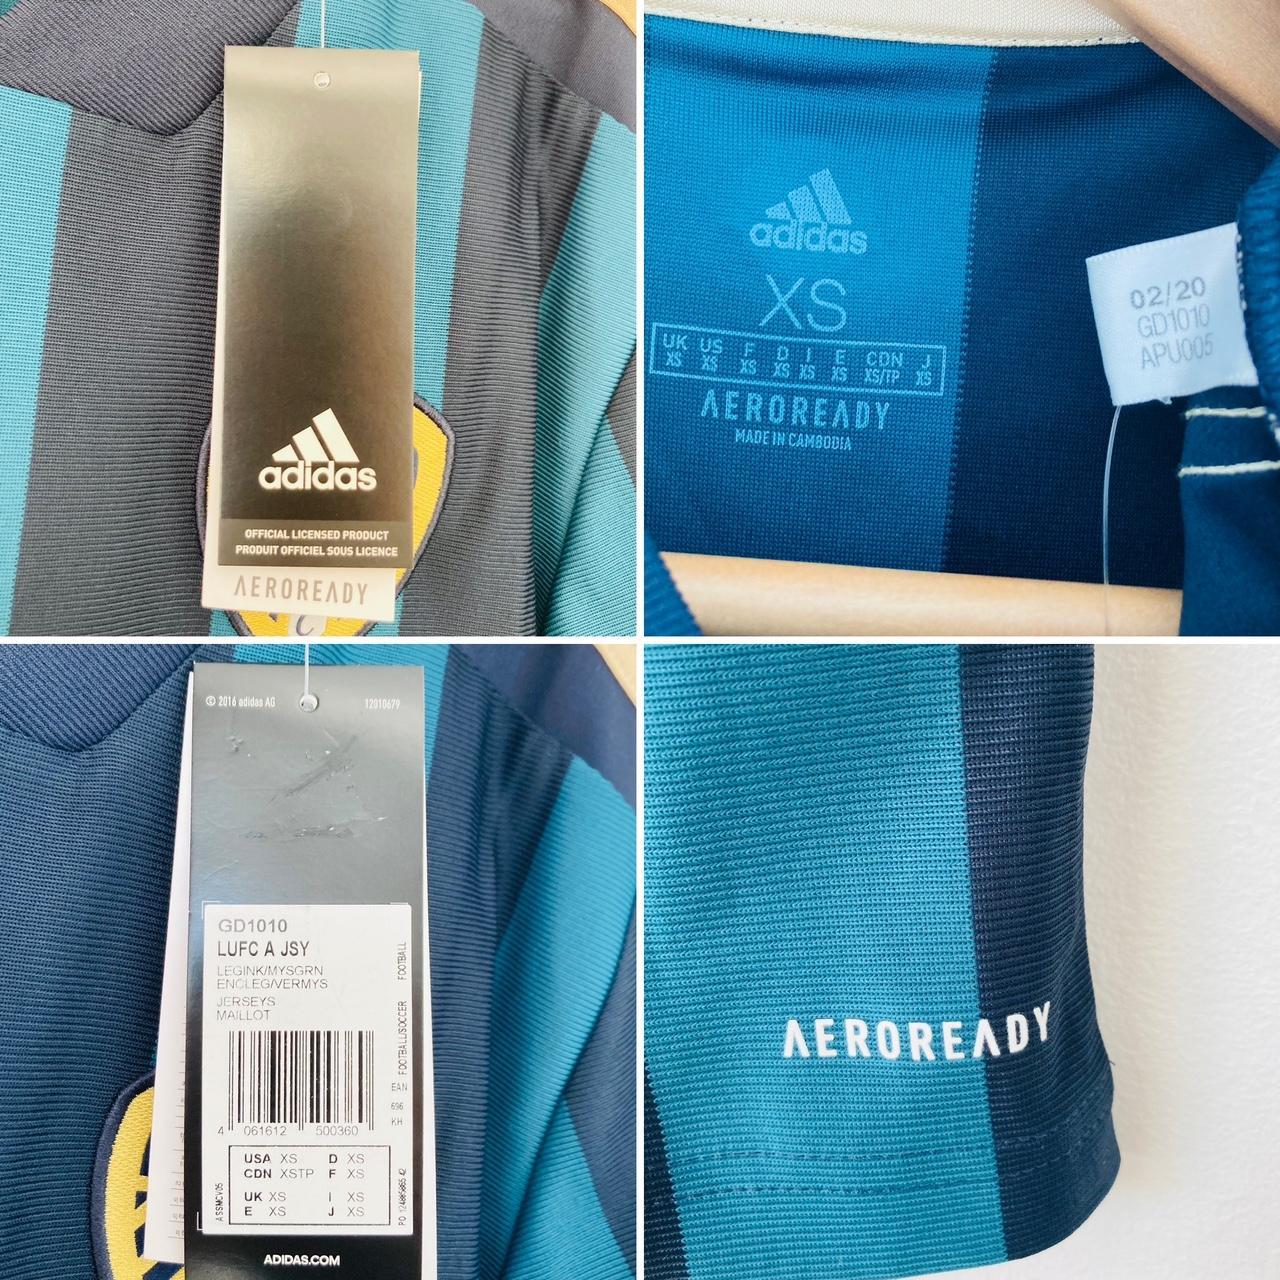 adidas
OFFICIAL LICENSED PRODUCT
PRODUIT OFFICIEL SOUS LICENCE
AEROREADY
adidas
XS
UK US F D I E CDN J
XS XS XS XS XS XS XS/TP XS
AEROREADY
MADE IN CAMBODIA
02/20
GD1010
APU005
© 2016 adidas AG 12010679
GD1010
LUFC A JSY
LEGINK/MYSGRN
ENCLEG/VERMYS
JERSEYS
MAILLOT
FOOTBALL/SOCCER FOOTBALL
EAN
696
KH
4 061612 500360
USA XS D XS
CDN XSTP F XS
UK XS I XS
E XS J XS
ASSMCV05
ADIDAS.COM
AEROREADY